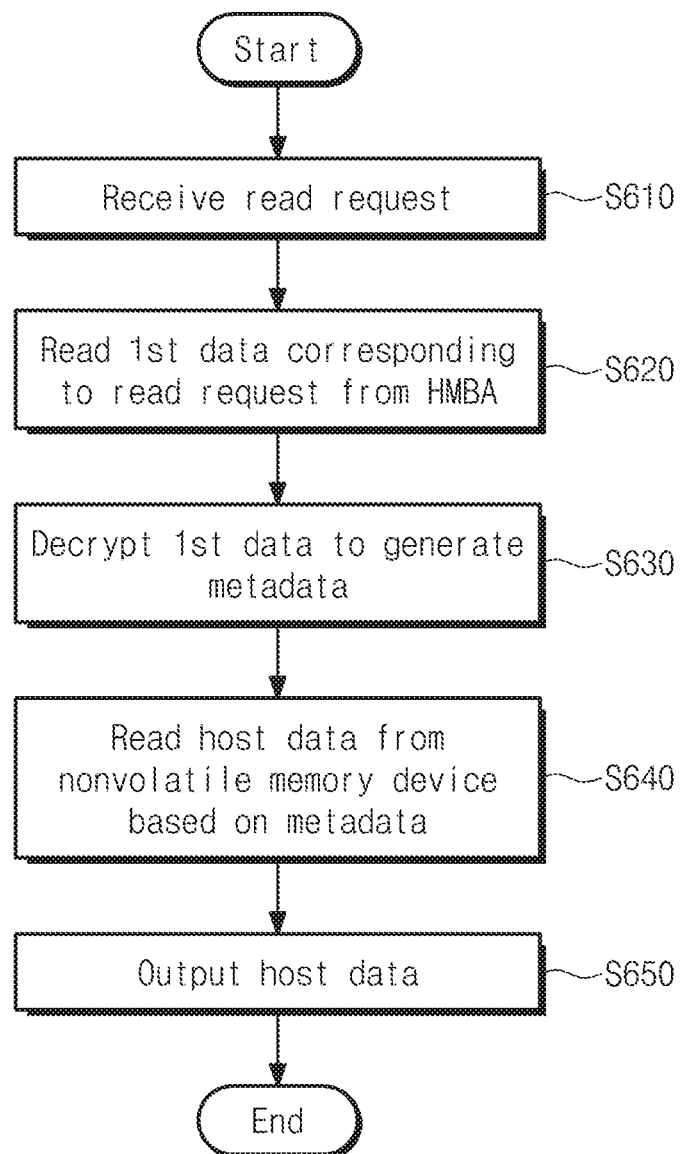 Start
Receive read request
S610
Read 1st data corresponding
to read request from HMBA
S620
Decrypt 1st data to generate
metadata
S630
Read host data from
nonvolatile memory device
based on metadata
S640
Output host data
S650
End